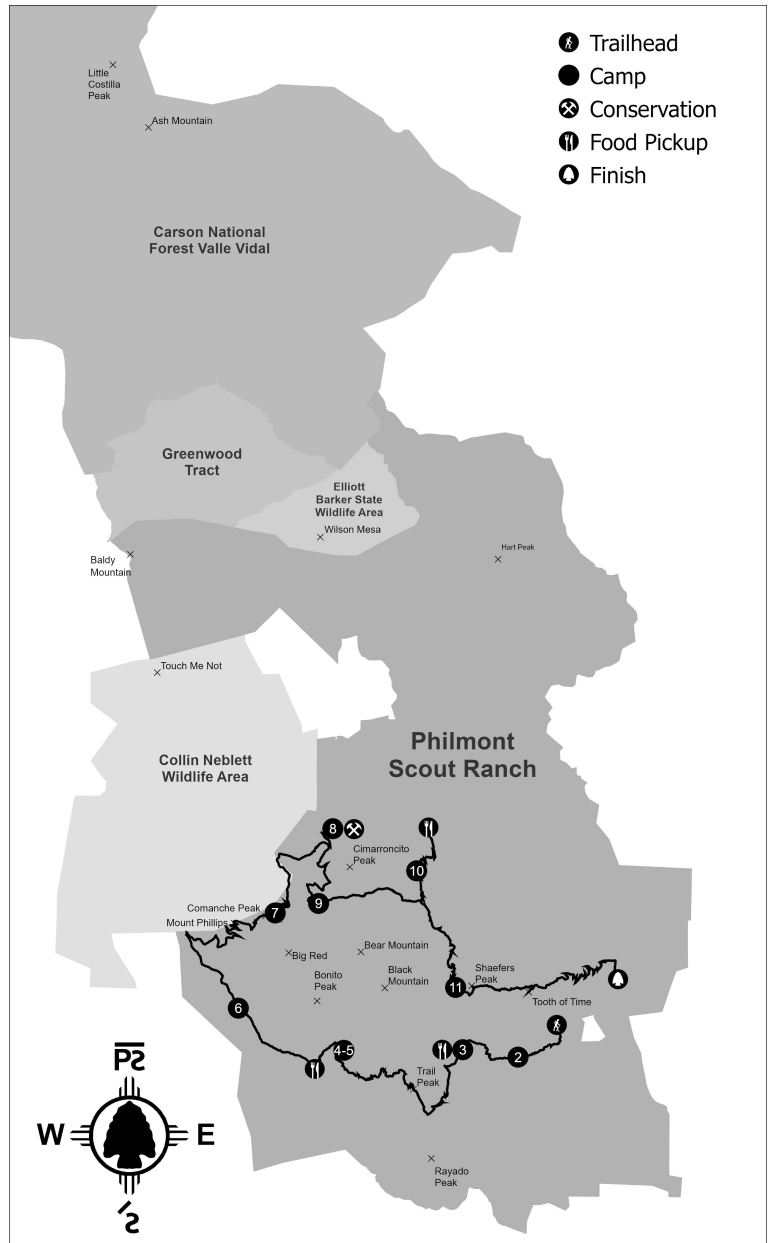 Trailhead
Camp
Conservation
Food Pickup
Finish
Little
Costilla
Peak
Ash Mountain
Carson National
Forest Valle Vidal
Greenwood
Tract
Elliott
Barker State
Wildlife Area
Wilson Mesa
Hart Peak
Baldy
Mountain
Touch Me Not
Philmont
Scout Ranch
Collin Neblett
Wildlife Area
8
Cimarroncito
Peak
10
9
Comanche Peak
7
Mount Phillips
Bear Mountain
Big Red
Bonito
Peak
Black
Mountain
Shaefers
Peak
11
Tooth of Time
6
4-5
3
2
Trail
Peak
W
E
Rayado
Peak